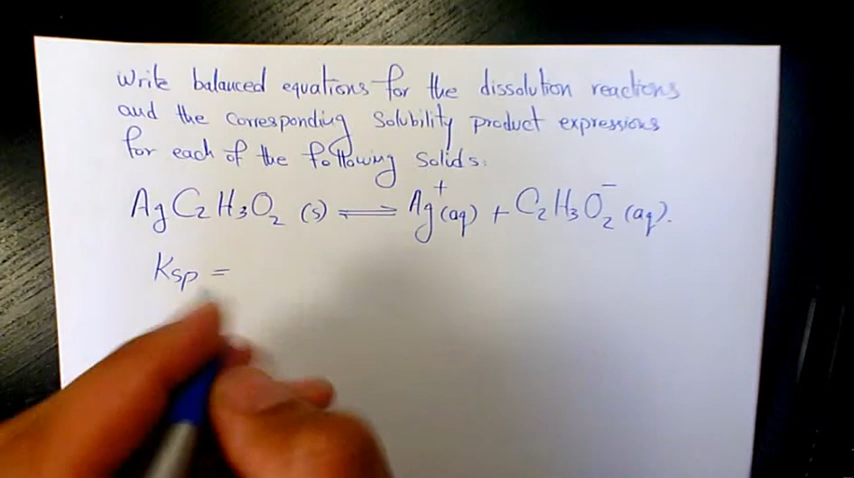 Write balanced equations for the dissolution reactions
and the corresponding solubility product expressions
for each of the following solids.
AgC₂H₃O₂ (s) ⇌ Ag⁺(aq) + C₂H₃O₂⁻ (aq).
Ksp =